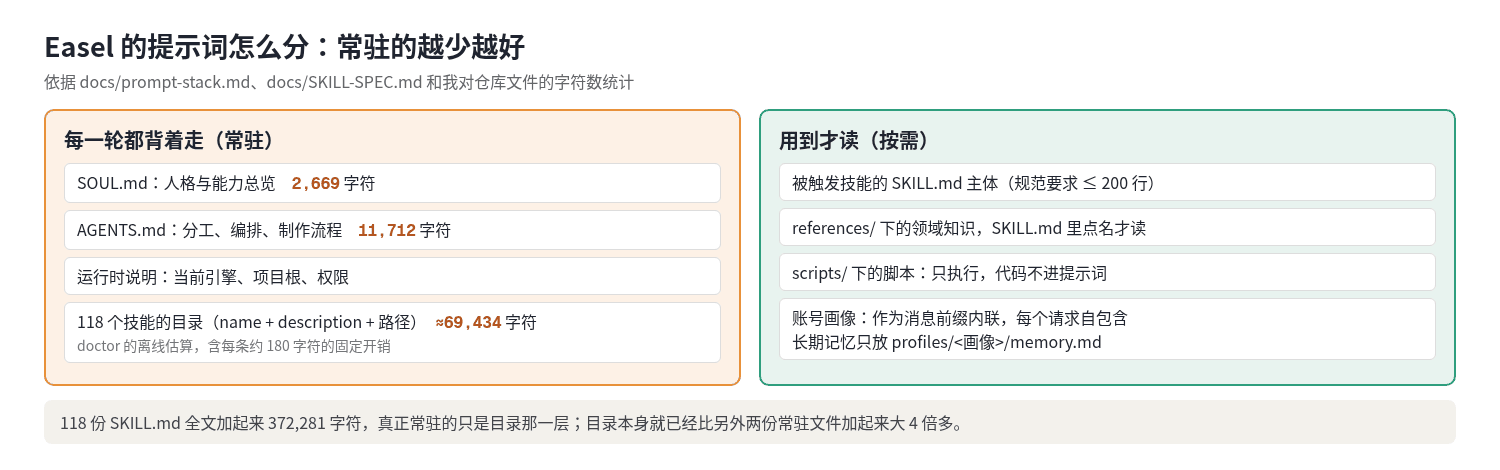 Easel 的提示词怎么分：常驻的越少越好
依据 docs/prompt-stack.md、docs/SKILL-SPEC.md 和我对仓库文件的字符数统计
每一轮都背着走（常驻）
SOUL.md：人格与能力总览 2,669 字符
AGENTS.md：分工、编排、制作流程 11,712 字符
运行时说明：当前引擎、项目根、权限
118 个技能的目录（name + description + 路径） ≈69,434 字符
doctor 的离线估算，含每条约 180 字符的固定开销
用到才读（按需）
被触发技能的 SKILL.md 主体（规范要求 ≤ 200 行）
references/ 下的领域知识，SKILL.md 里点名才读
scripts/ 下的脚本：只执行，代码不进提示词
账号画像：作为消息前缀内联，每个请求自包含
长期记忆只放 profiles/<画像>/memory.md
118 份 SKILL.md 全文加起来 372,281 字符，真正常驻的只是目录那一层；目录本身就已经比另外两份常驻文件加起来大 4 倍多。